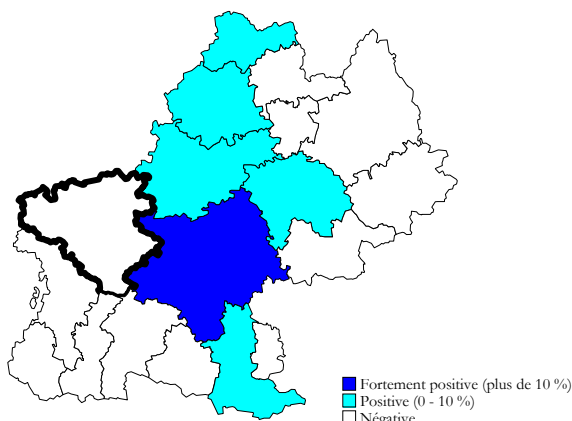 Fortement positive (plus de 10 %)
Positive (0 - 10 %)
Négative